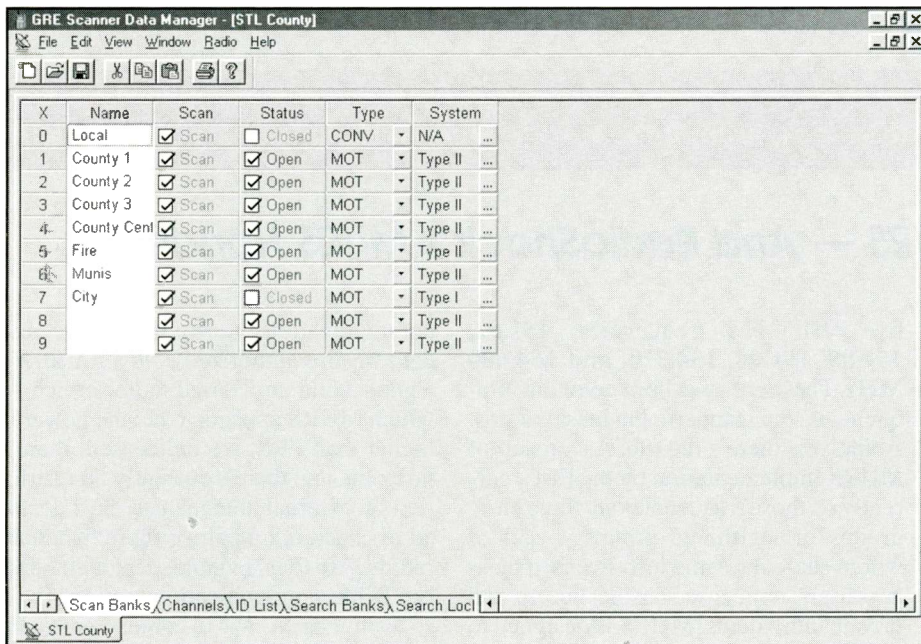 GRE Scanner Data Manager - [STL County]
File Edit View Window Radio Help
X Name Scan Status Type System
0 Local Scan Closed CONV N/A ...
1 County 1 Scan Open MOT Type II ...
2 County 2 Scan Open MOT Type II ...
3 County 3 Scan Open MOT Type II ...
4 County Cent Scan Open MOT Type II ...
5 Fire Scan Open MOT Type II ...
6 Munis Scan Open MOT Type II ...
7 City Scan Closed MOT Type I ...
8 Scan Open MOT Type II ...
9 Scan Open MOT Type II ...
Scan Banks Channels ID List Search Banks Search Locl
STL County